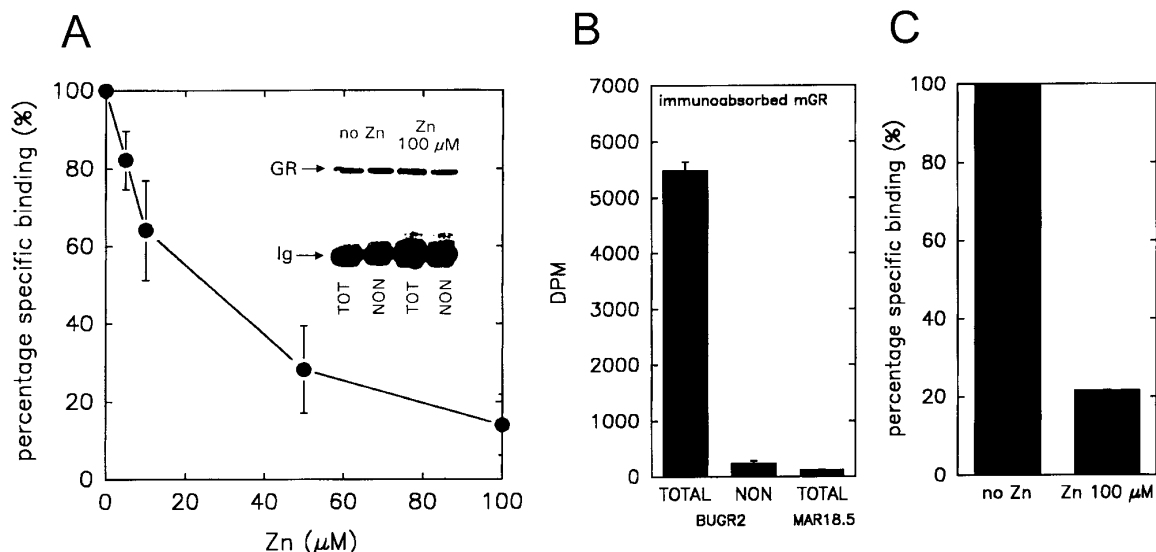 A
percentage specific binding (%)
100
80
60
40
20
0
0 20 40 60 80 100
Zn (μM)
no Zn
Zn
100 μM
GR
Ig
TOT NON TOT NON
B
DPM
7000
6000
5000
4000
3000
2000
1000
0
immunoabsorbed mGR
TOTAL NON TOTAL
BUGR2 MAR18.5
C
percentage specific binding (%)
100
80
60
40
20
0
no Zn Zn 100 μM